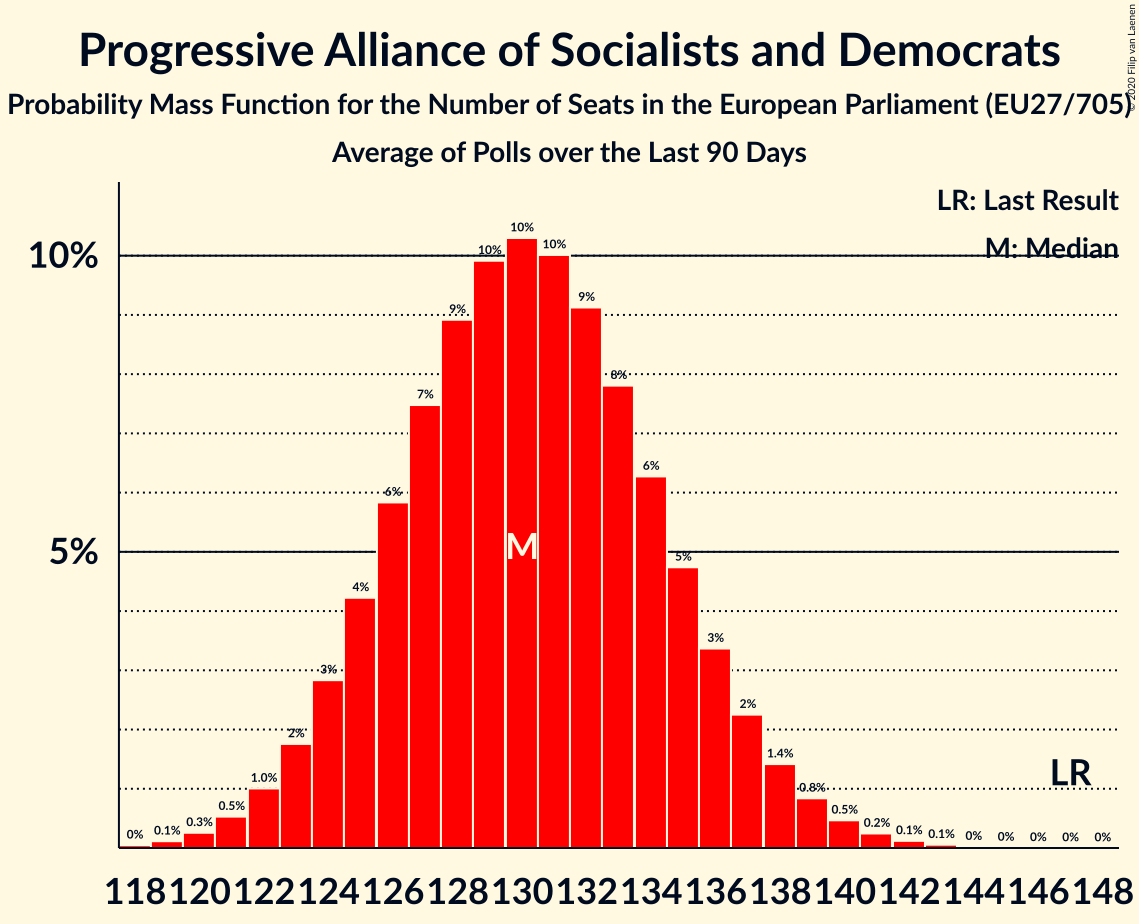 Progressive Alliance of Socialists and Democrats
Probability Mass Function for the Number of Seats in the European Parliament (EU27/705)
Average of Polls over the Last 90 Days
© 2020 Filip van Laenen
LR: Last Result
M: Median
10%
5%
0% 0.1% 0.3% 0.5% 1.0% 2% 3% 4% 6% 7% 9% 10% 10% 10% 9% 8% 6% 5% 3% 2% 1.4% 0.8% 0.5% 0.2% 0.1% 0.1% 0% 0% 0% 0% 0%
M
LR
118 120 122 124 126 128 130 132 134 136 138 140 142 144 146 148